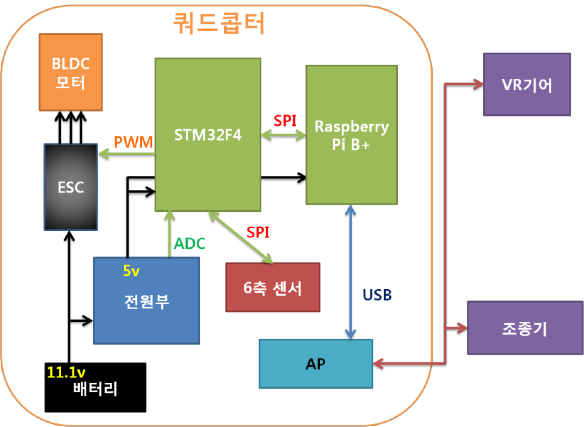 쿼드콥터
BLDC
모터
STM32F4
Raspberry
Pi B+
SPI
VR기어
PWM
ESC
ADC
SPI
5v
전원부
6축 센서
USB
조종기
AP
11.1v
배터리